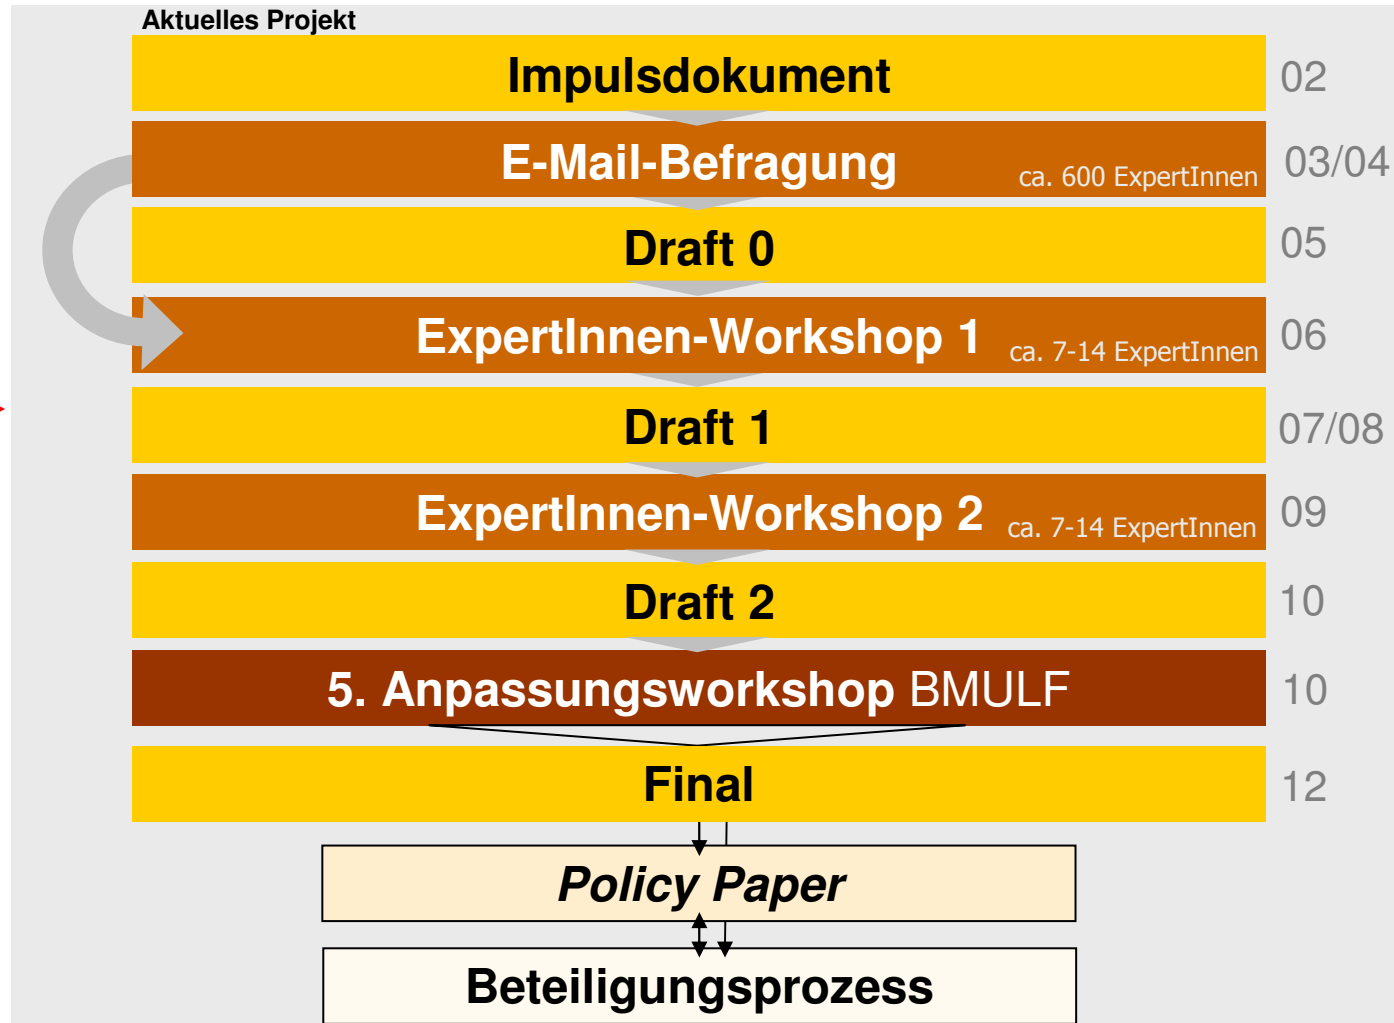 Aktuelles Projekt
Impulsdokument 02
E-Mail-Befragung ca. 600 ExpertInnen 03/04
Draft 0 05
ExpertInnen-Workshop 1 ca. 7-14 ExpertInnen 06
Draft 1 07/08
ExpertInnen-Workshop 2 ca. 7-14 ExpertInnen 09
Draft 2 10
5. Anpassungsworkshop BMULF 10
Final 12
Policy Paper
Beteiligungsprozess